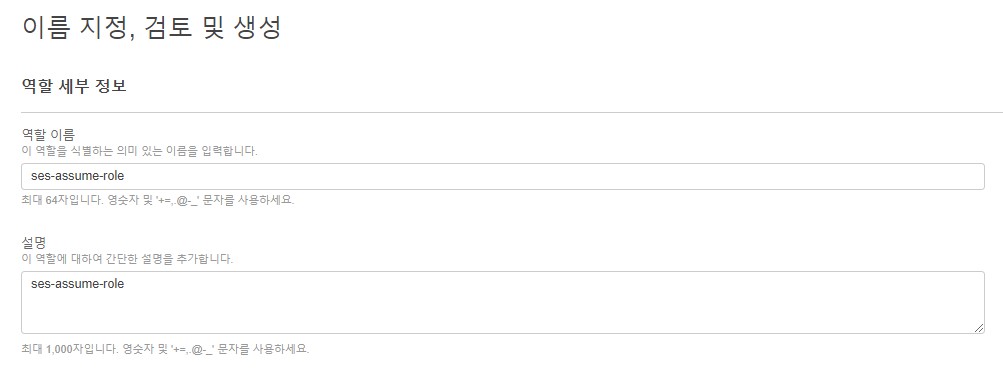 이름 지정, 검토 및 생성
역할 세부 정보
역할 이름
이 역할을 식별하는 의미 있는 이름을 입력합니다.
ses-assume-role
최대 64자입니다. 영숫자 및 '+=,.@-_' 문자를 사용하세요.
설명
이 역할에 대하여 간단한 설명을 추가합니다.
ses-assume-role
최대 1,000자입니다. 영숫자 및 '+=,.@-_' 문자를 사용하세요.